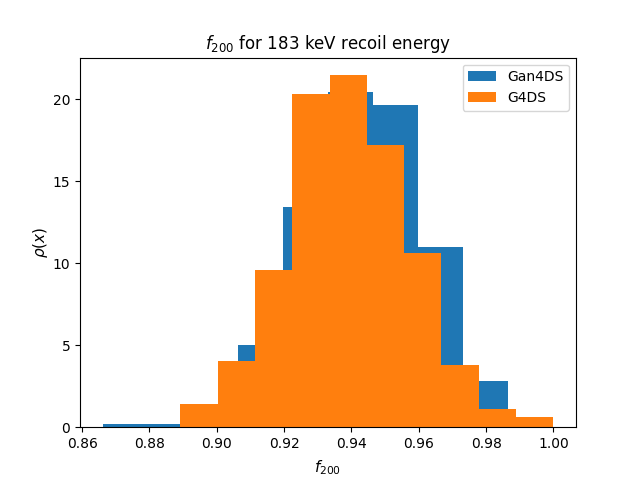 f₂₀₀ for 183 keV recoil energy
Gan4DS
G4DS
ρ(x)
20
15
10
5
0
0.86 0.88 0.90 0.92 0.94 0.96 0.98 1.00
f₂₀₀